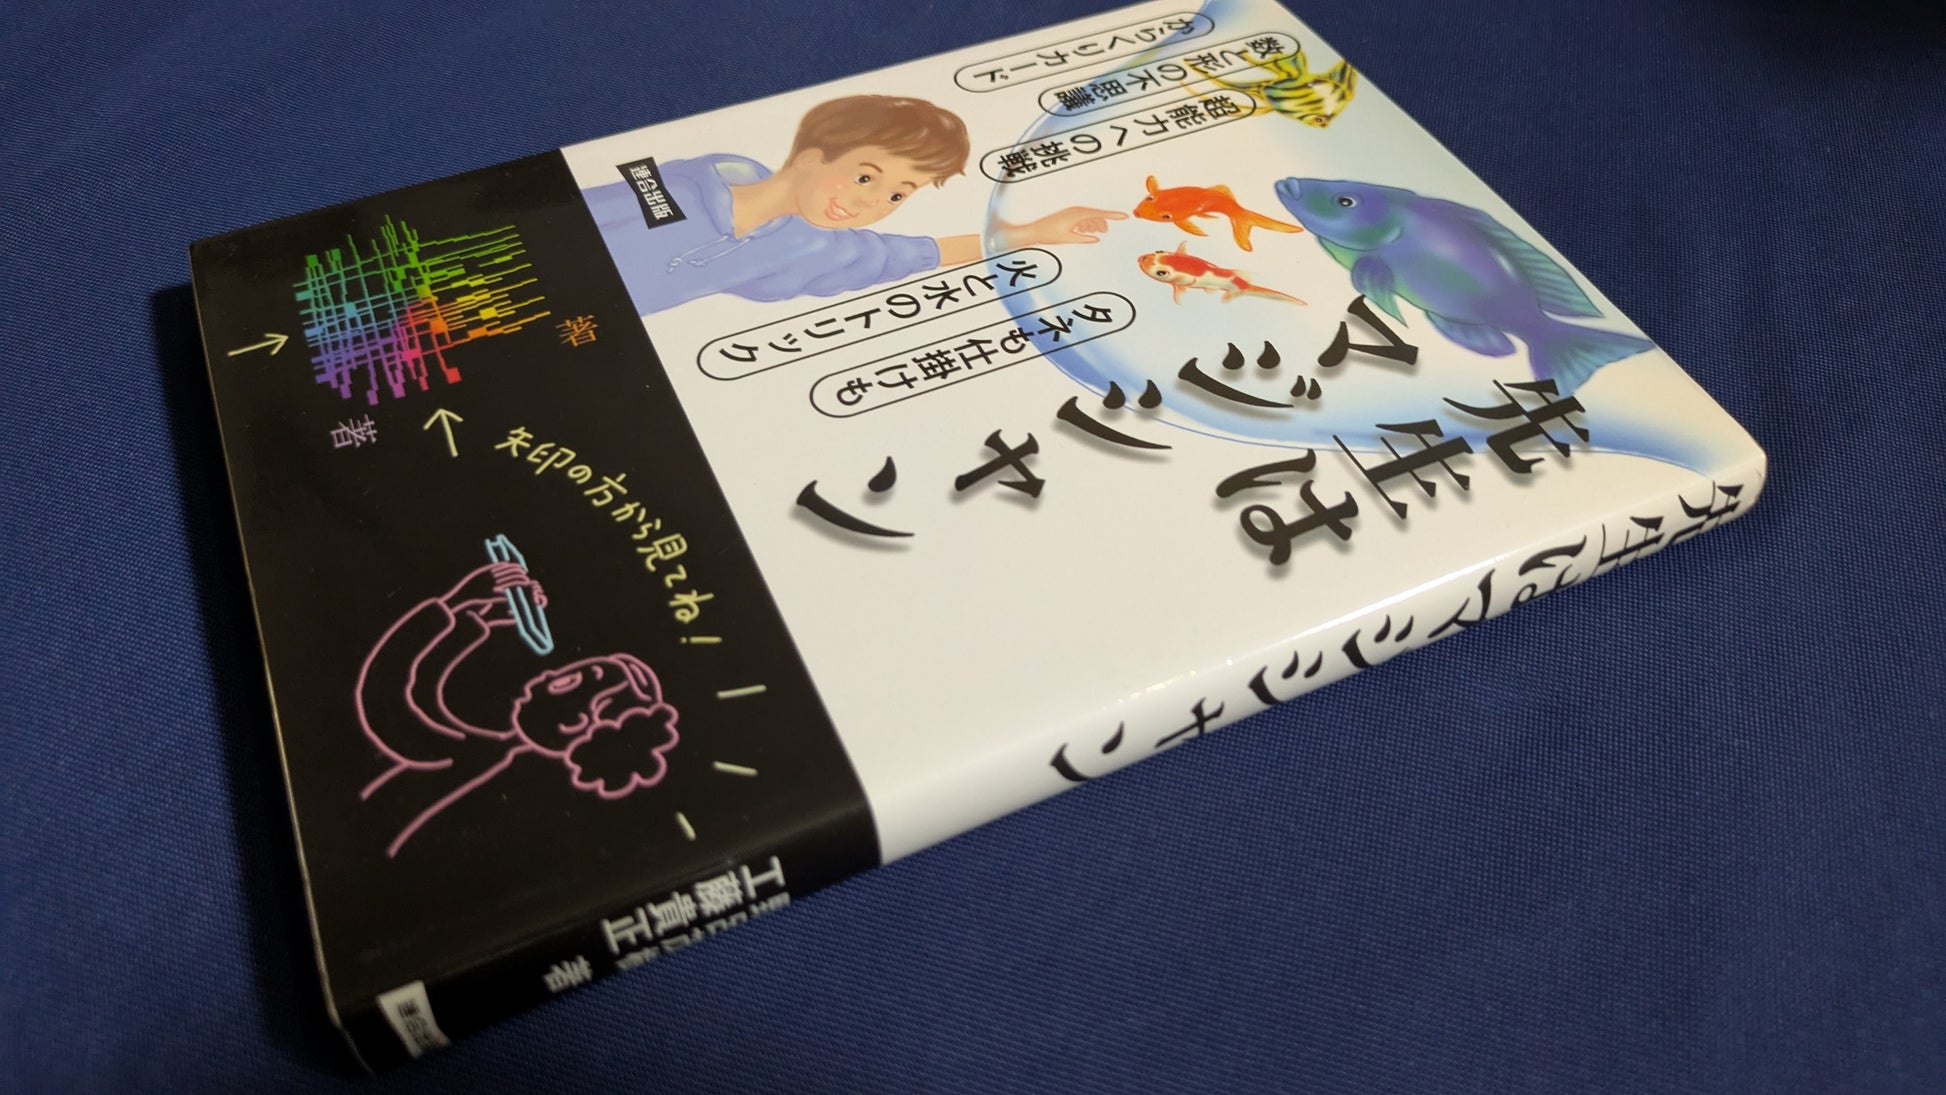 からくりカード
数と形の不思議
超能力への挑戦
火と水のトリック
タネも仕掛けも
先生は
マジシャン
連合出版
著
著
矢印の方から見てね!
先生はマジシャン
工藤貴正
著